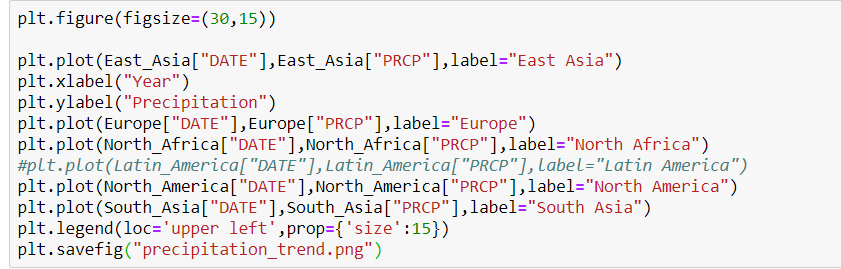 plt.figure(figsize=(30,15))
plt.plot(East_Asia["DATE"],East_Asia["PRCP"],label="East Asia")
plt.xlabel("Year")
plt.ylabel("Precipitation")
plt.plot(Europe["DATE"],Europe["PRCP"],label="Europe")
plt.plot(North_Africa["DATE"],North_Africa["PRCP"],label="North Africa")
#plt.plot(Latin_America["DATE"],Latin_America["PRCP"],label="Latin America")
plt.plot(North_America["DATE"],North_America["PRCP"],label="North America")
plt.plot(South_Asia["DATE"],South_Asia["PRCP"],label="South Asia")
plt.legend(loc='upper left',prop={'size':15})
plt.savefig("precipitation_trend.png")